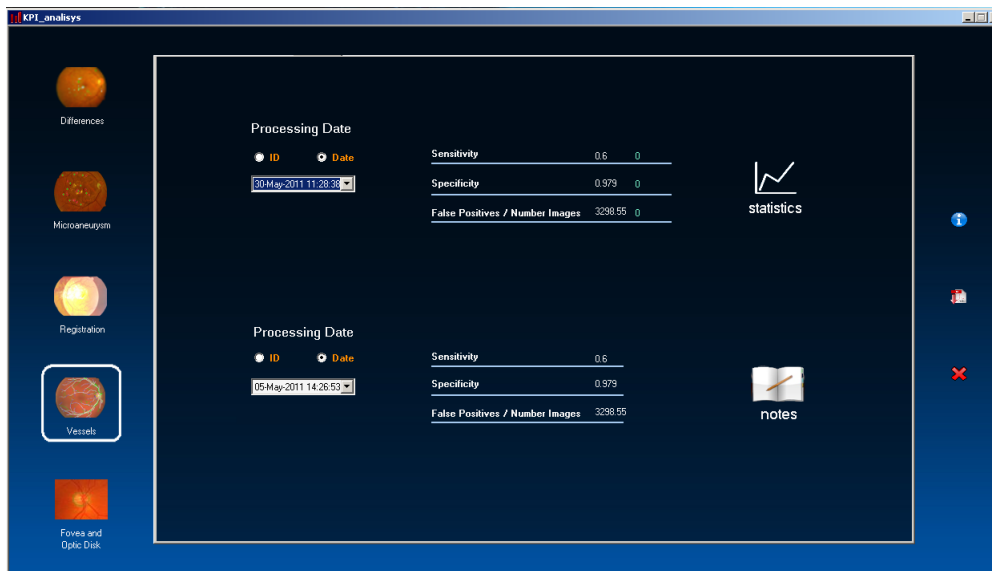 KPI_analisys
Differences
Microaneurysm
Registration
Vessels
Fovea and
Optic Disk
Processing Date
ID Date
30-May-2011 11:28:38
Sensitivity 0.6 0
Specificity 0.979 0
False Positives / Number Images 3298.55 0
statistics
Processing Date
ID Date
05-May-2011 14:26:53
Sensitivity 0.6
Specificity 0.979
False Positives / Number Images 3298.55
notes